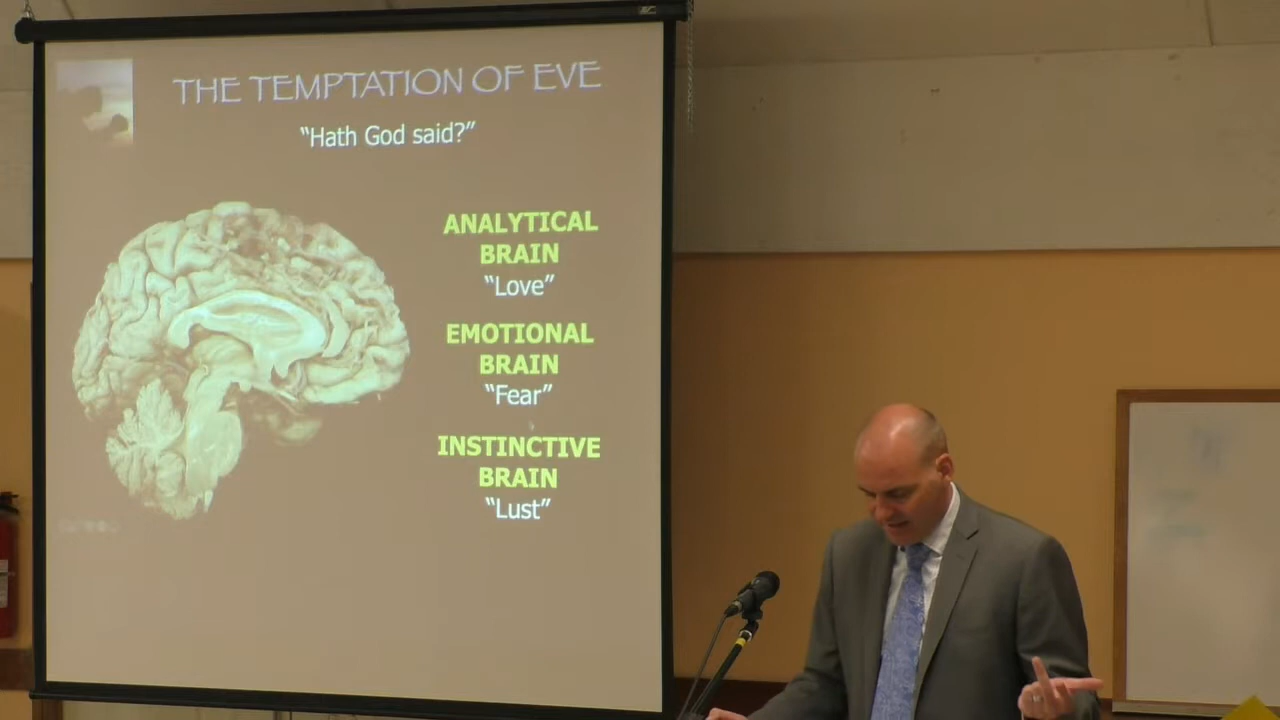 THE TEMPTATION OF EVE
“Hath God said?”
ANALYTICAL
BRAIN
“Love”
EMOTIONAL
BRAIN
“Fear”
INSTINCTIVE
BRAIN
“Lust”